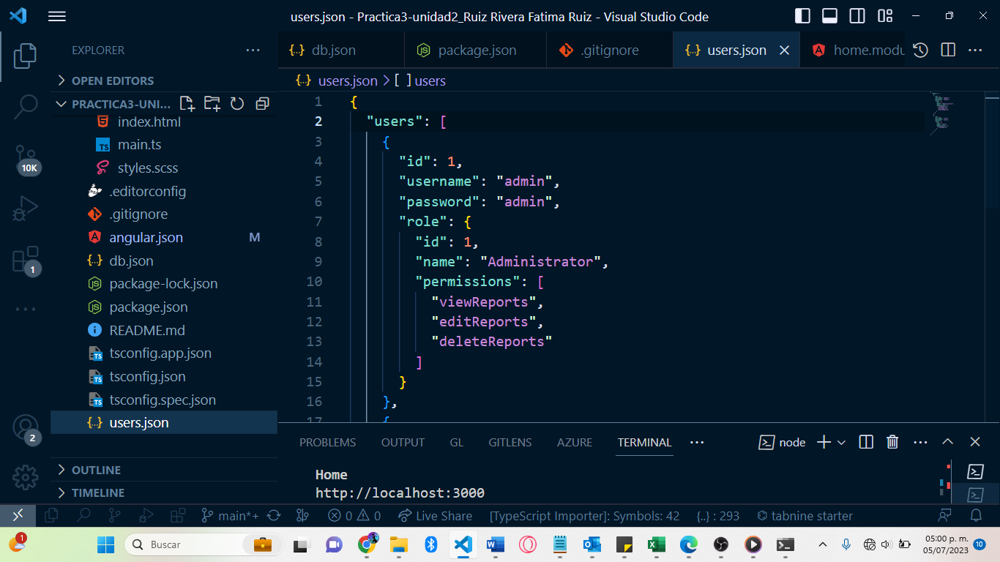 users.json - Practica3-unidad2_Ruiz Rivera Fatima Ruiz - Visual Studio Code
EXPLORER
OPEN EDITORS
PRACTICA3-UNI...
index.html
main.ts
styles.scss
.editorconfig
.gitignore
angular.json M
db.json
package-lock.json
package.json
README.md
tsconfig.app.json
tsconfig.json
tsconfig.spec.json
users.json
OUTLINE
TIMELINE
10K
1
2
db.json package.json .gitignore users.json home.modu
{..} users.json > [ ] users
1 {
2 "users": [
3 {
4 "id": 1,
5 "username": "admin",
6 "password": "admin",
7 "role": {
8 "id": 1,
9 "name": "Administrator",
10 "permissions": [
11 "viewReports",
12 "editReports",
13 "deleteReports"
14 ]
15 }
16 },
17 {
PROBLEMS OUTPUT GL GITLENS AZURE TERMINAL ... node
Home
http://localhost:3000
main*+ 0 0 Live Share [TypeScript Importer]: Symbols: 42 {..} : 293 tabnine starter
1 Buscar 05:00 p. m.
05/07/2023 10